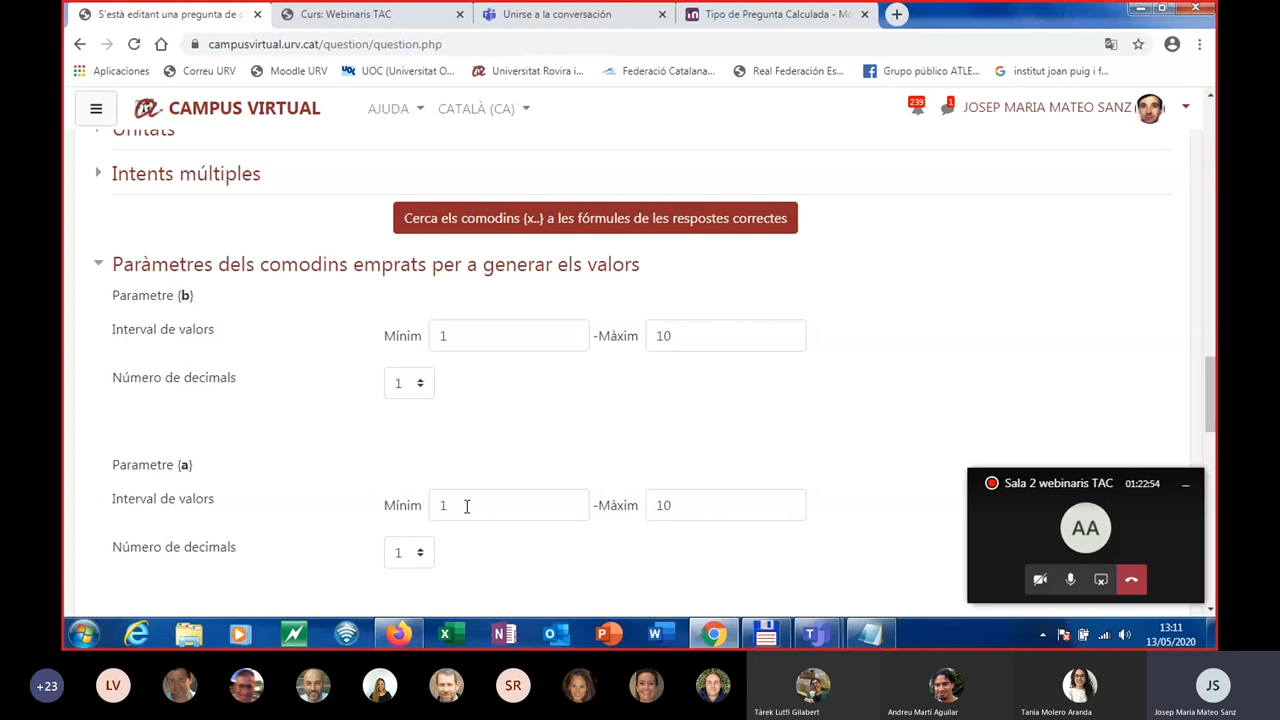 S'està editant una pregunta de c
Curs: Webinaris TAC
Unirse a la conversación
Tipo de Pregunta Calculada - Mo
campusvirtual.urv.cat/question/question.php
Aplicaciones
Correu URV
Moodle URV
UOC (Universitat O...
Universitat Rovira i...
Federació Catalana...
Real Federación Es...
Grupo público ATLE...
institut joan puig i f...
CAMPUS VIRTUAL
AJUDA
CATALÀ (CA)
239
1
JOSEP MARIA MATEO SANZ
Unitats
Intents múltiples
Cerca els comodins {x..} a les fórmules de les respostes correctes
Paràmetres dels comodins emprats per a generar els valors
Parametre {b}
Interval de valors
Mínim 1 -Màxim 10
Número de decimals
1
Parametre {a}
Interval de valors
Mínim 1 -Màxim 10
Número de decimals
1
Sala 2 webinaris TAC 01:22:54
AA
13:11
13/05/2020
+23
LV
SR
JS
Tàrek Lutfi Gilabert
Andreu Martí Aguilar
Tania Molero Aranda
Josep Maria Mateo Sanz